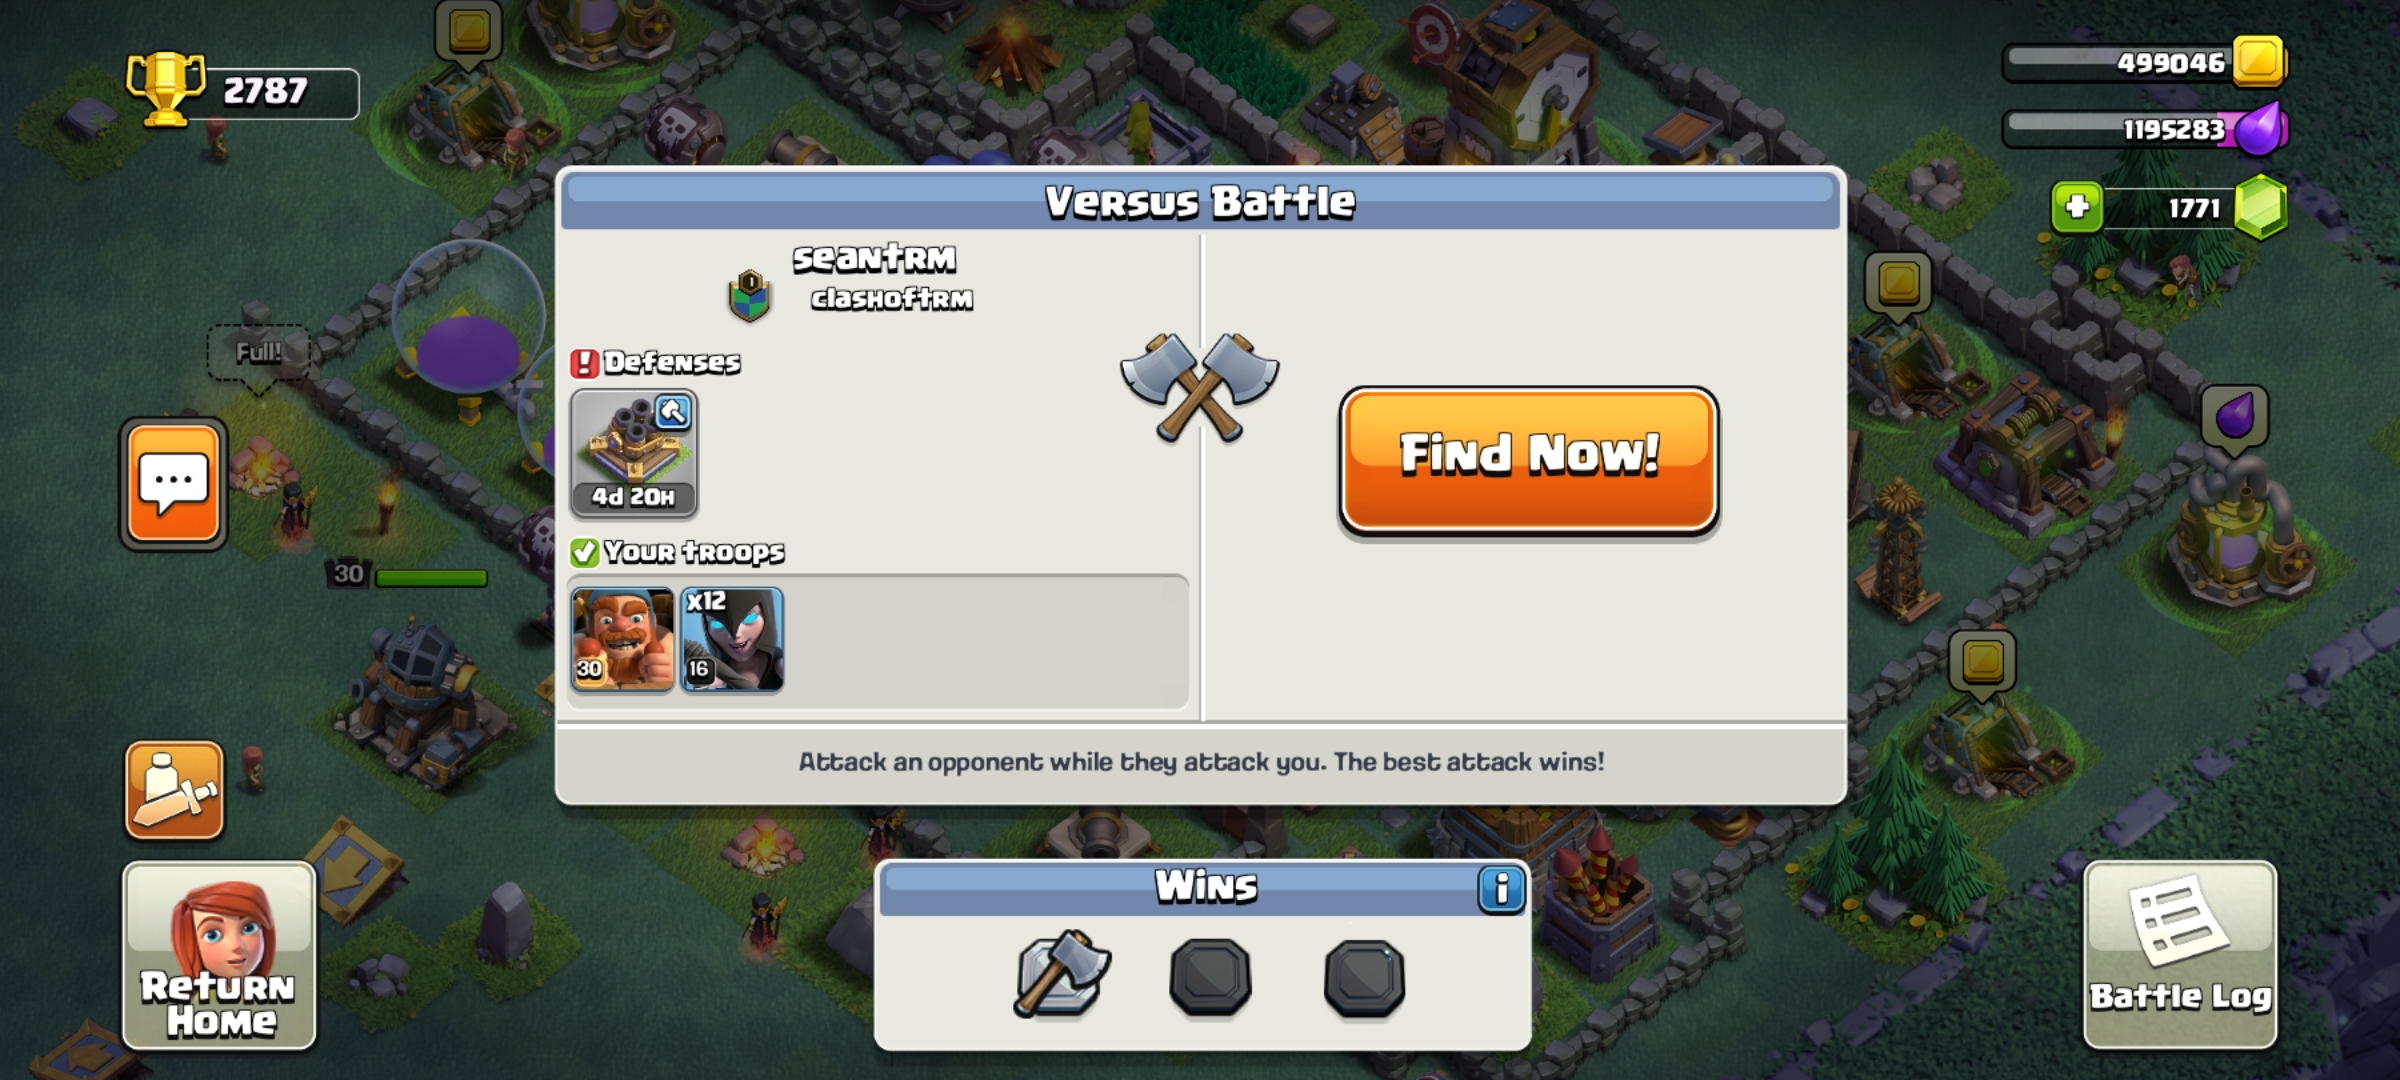 2787
499046
1195283
1771
Full!
30
Versus Battle
seantrm
clashoftrm
Defenses
4d 20H
Your troops
30
x12
16
Find Now!
Attack an opponent while they attack you. The best attack wins!
Wins
Return
Home
Battle Log